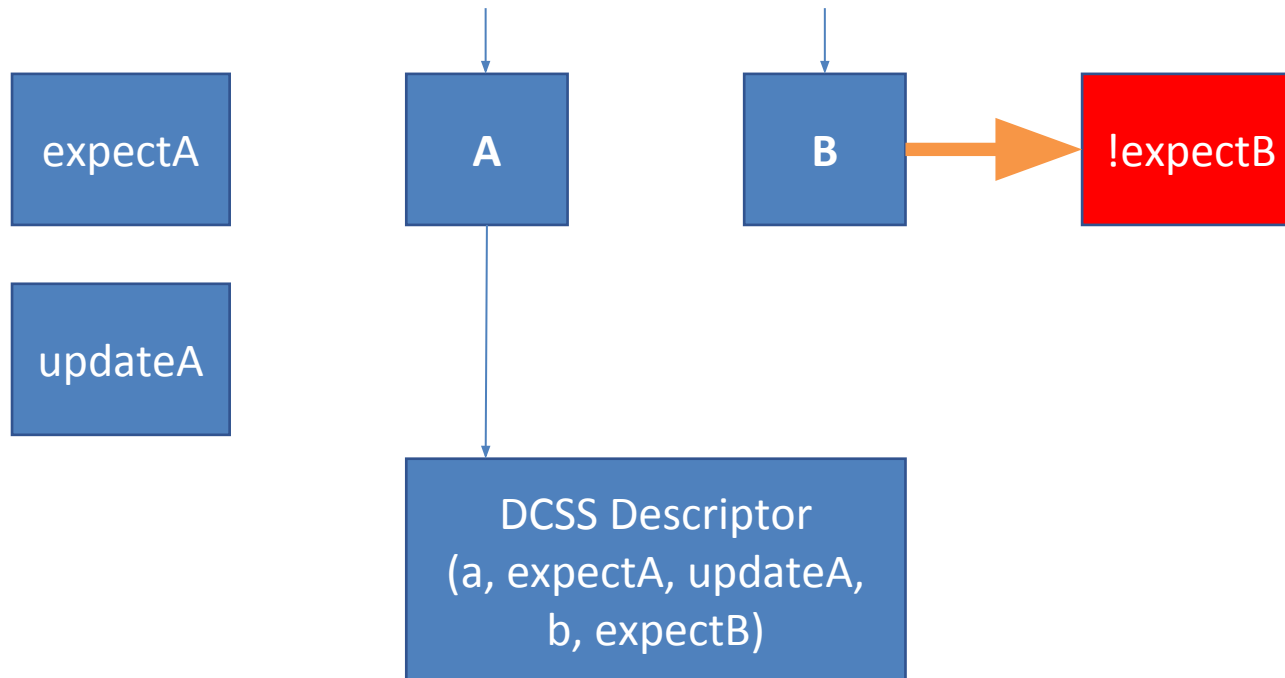 expectA
A
B
!expectB
updateA
DCSS Descriptor
(a, expectA, updateA,
b, expectB)